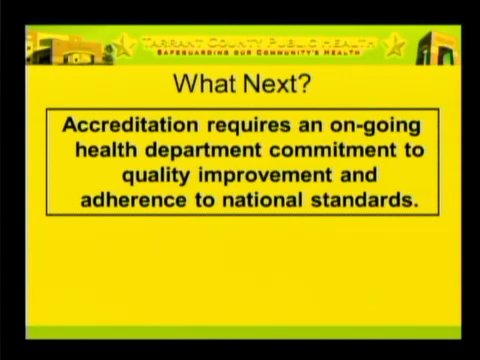 TARRANT COUNTY PUBLIC HEALTH
SAFEGUARDING OUR COMMUNITY'S HEALTH
What Next?
Accreditation requires an on-going
health department commitment to
quality improvement and
adherence to national standards.